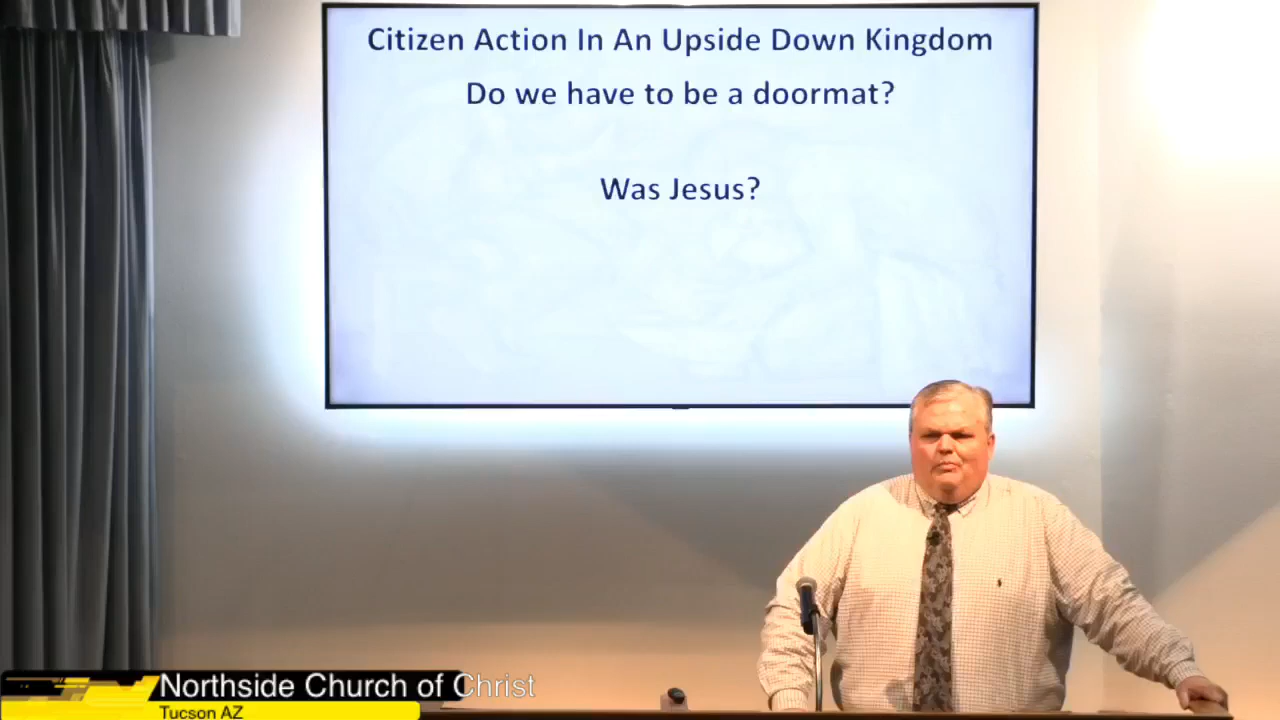 Citizen Action In An Upside Down Kingdom
Do we have to be a doormat?
Was Jesus?
Northside Church of Christ
Tucson AZ